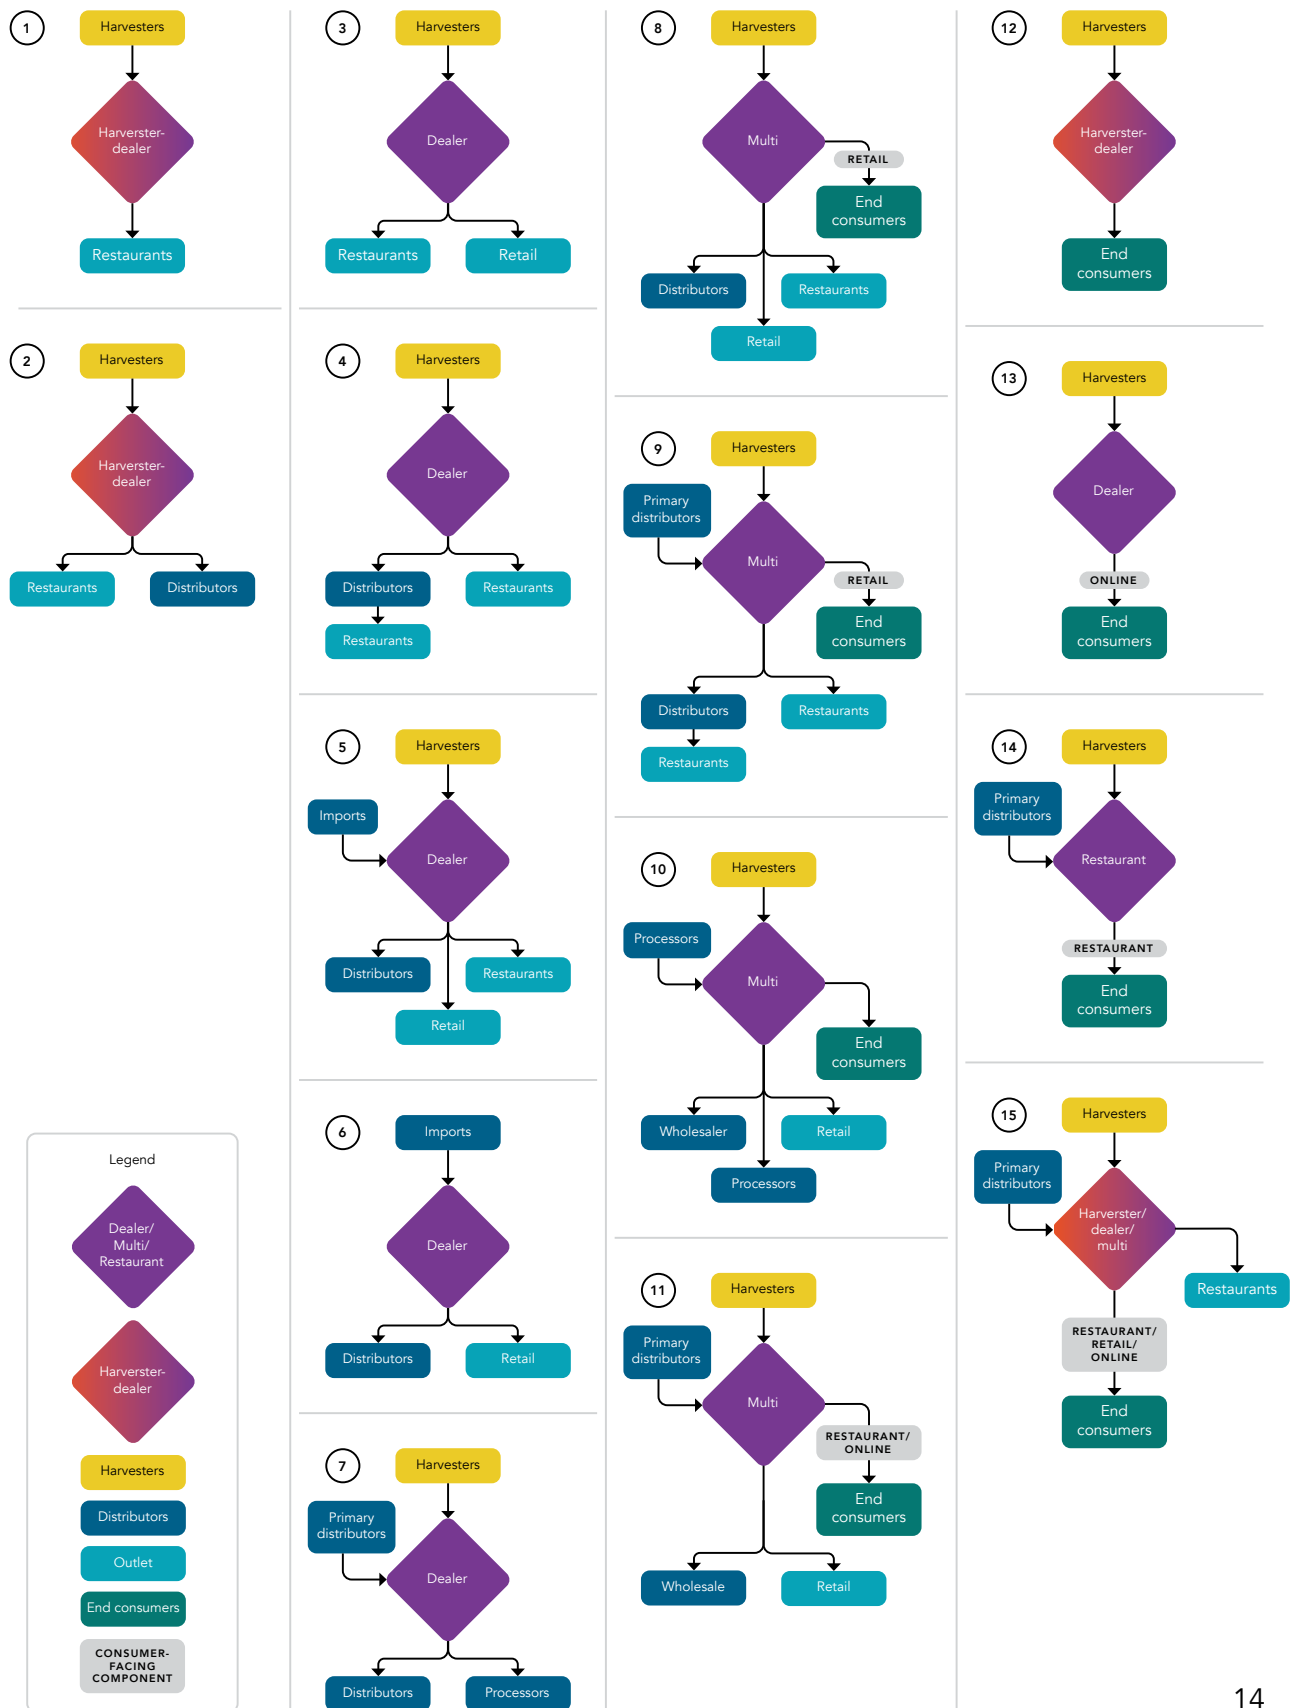 1
Harvesters
Harverster-
dealer
Restaurants
2
Harvesters
Harverster-
dealer
Restaurants
Distributors
Legend
Dealer/
Multi/
Restaurant
Harverster-
dealer
Harvesters
Distributors
Outlet
End consumers
CONSUMER-
FACING
COMPONENT
3
Harvesters
Dealer
Restaurants
Retail
4
Harvesters
Dealer
Distributors
Restaurants
Restaurants
5
Harvesters
Imports
Dealer
Distributors
Restaurants
Retail
6
Imports
Dealer
Distributors
Retail
7
Harvesters
Primary
distributors
Dealer
Distributors
Processors
8
Harvesters
Multi
RETAIL
End
consumers
Distributors
Restaurants
Retail
9
Harvesters
Primary
distributors
Multi
RETAIL
End
consumers
Distributors
Restaurants
Restaurants
10
Harvesters
Processors
Multi
End
consumers
Wholesaler
Retail
Processors
11
Harvesters
Primary
distributors
Multi
RESTAURANT/
ONLINE
End
consumers
Wholesale
Retail
12
Harvesters
Harverster-
dealer
End
consumers
13
Harvesters
Dealer
ONLINE
End
consumers
14
Harvesters
Primary
distributors
Restaurant
RESTAURANT
End
consumers
15
Harvesters
Primary
distributors
Harverster/
dealer/
multi
Restaurants
RESTAURANT/
RETAIL/
ONLINE
End
consumers
14